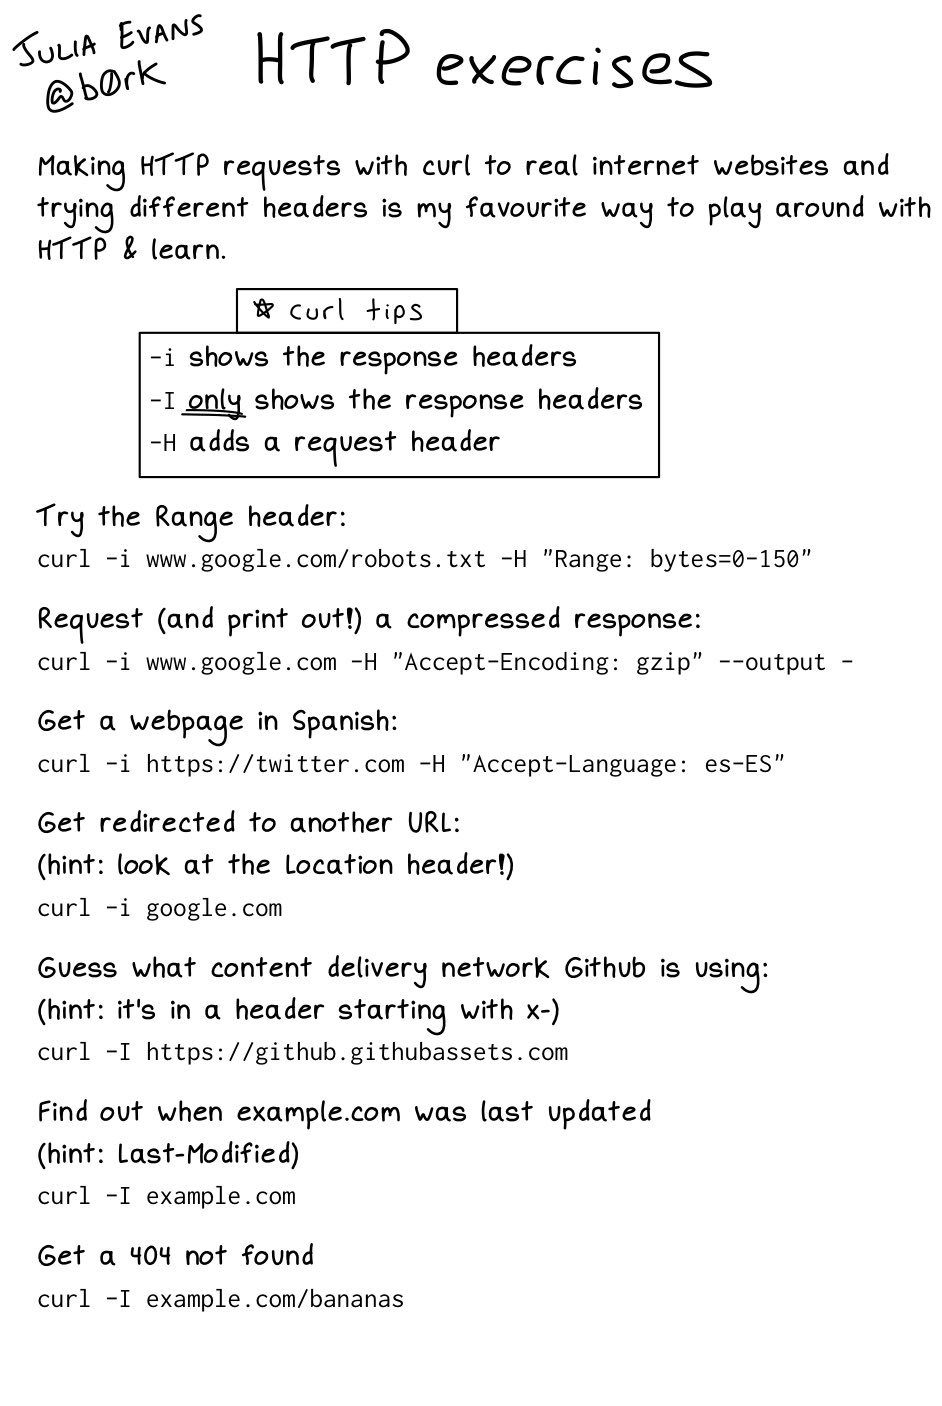 JULIA EVANS
@b0rk
HTTP exercises
Making HTTP requests with curl to real internet websites and
trying different headers is my favourite way to play around with
HTTP & learn.
☆ curl tips
-i shows the response headers
-I only shows the response headers
-H adds a request header
Try the Range header:
curl -i www.google.com/robots.txt -H "Range: bytes=0-150"
Request (and print out!) a compressed response:
curl -i www.google.com -H "Accept-Encoding: gzip" --output -
Get a webpage in Spanish:
curl -i https://twitter.com -H "Accept-Language: es-ES"
Get redirected to another URL:
(hint: look at the Location header!)
curl -i google.com
Guess what content delivery network Github is using:
(hint: it's in a header starting with x-)
curl -I https://github.githubassets.com
Find out when example.com was last updated
(hint: Last-Modified)
curl -I example.com
Get a 404 not found
curl -I example.com/bananas